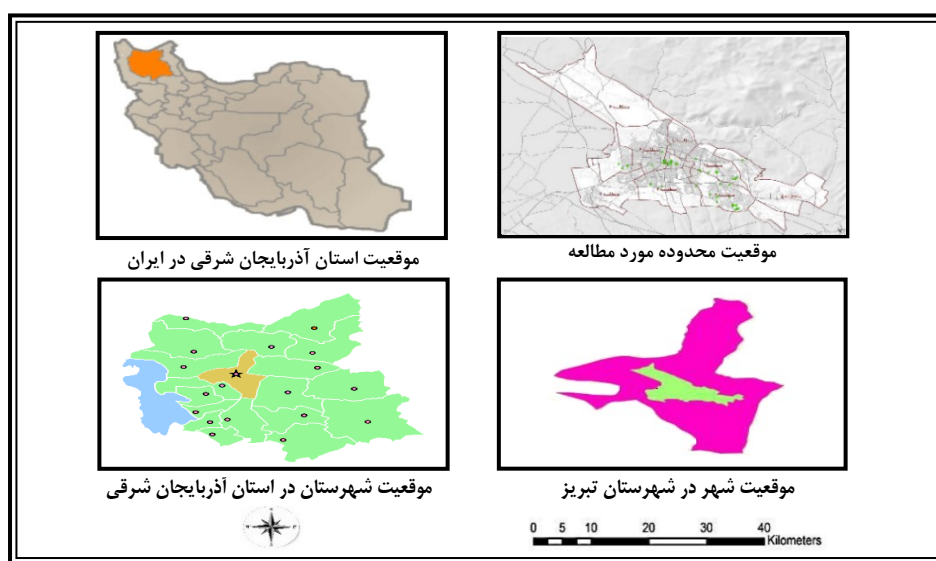 موقعیت استان آذربایجان شرقی در ایران
موقعیت محدوده مورد مطالعه
موقعیت شهرستان در استان آذربایجان شرقی
موقعیت شهر در شهرستان تبریز
0 5 10 20 30 40
Kilometers